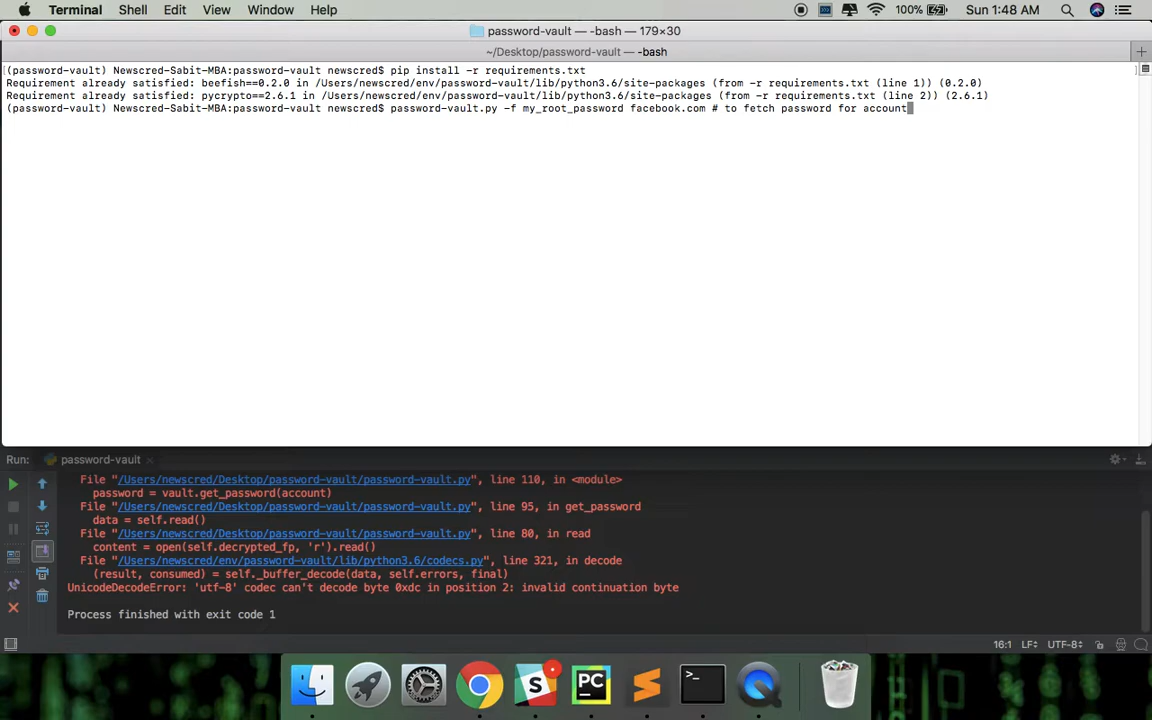 Terminal Shell Edit View Window Help 100% Sun 1:48 AM
password-vault — -bash — 179×30
~/Desktop/password-vault — -bash
(password-vault) Newscred-Sabit-MBA:password-vault newscred$ pip install -r requirements.txt
Requirement already satisfied: beefish==0.2.0 in /Users/newscred/env/password-vault/lib/python3.6/site-packages (from -r requirements.txt (line 1)) (0.2.0)
Requirement already satisfied: pycrypto==2.6.1 in /Users/newscred/env/password-vault/lib/python3.6/site-packages (from -r requirements.txt (line 2)) (2.6.1)
(password-vault) Newscred-Sabit-MBA:password-vault newscred$ password-vault.py -f my_root_password facebook.com # to fetch password for account
Run: password-vault
File "/Users/newscred/Desktop/password-vault/password-vault.py", line 110, in <module>
password = vault.get_password(account)
File "/Users/newscred/Desktop/password-vault/password-vault.py", line 95, in get_password
data = self.read()
File "/Users/newscred/Desktop/password-vault/password-vault.py", line 80, in read
content = open(self.decrypted_fp, 'r').read()
File "/Users/newscred/env/password-vault/lib/python3.6/codecs.py", line 321, in decode
(result, consumed) = self._buffer_decode(data, self.errors, final)
UnicodeDecodeError: 'utf-8' codec can't decode byte 0xdc in position 2: invalid continuation byte
Process finished with exit code 1
16:1 LF÷ UTF-8÷
S PC >_